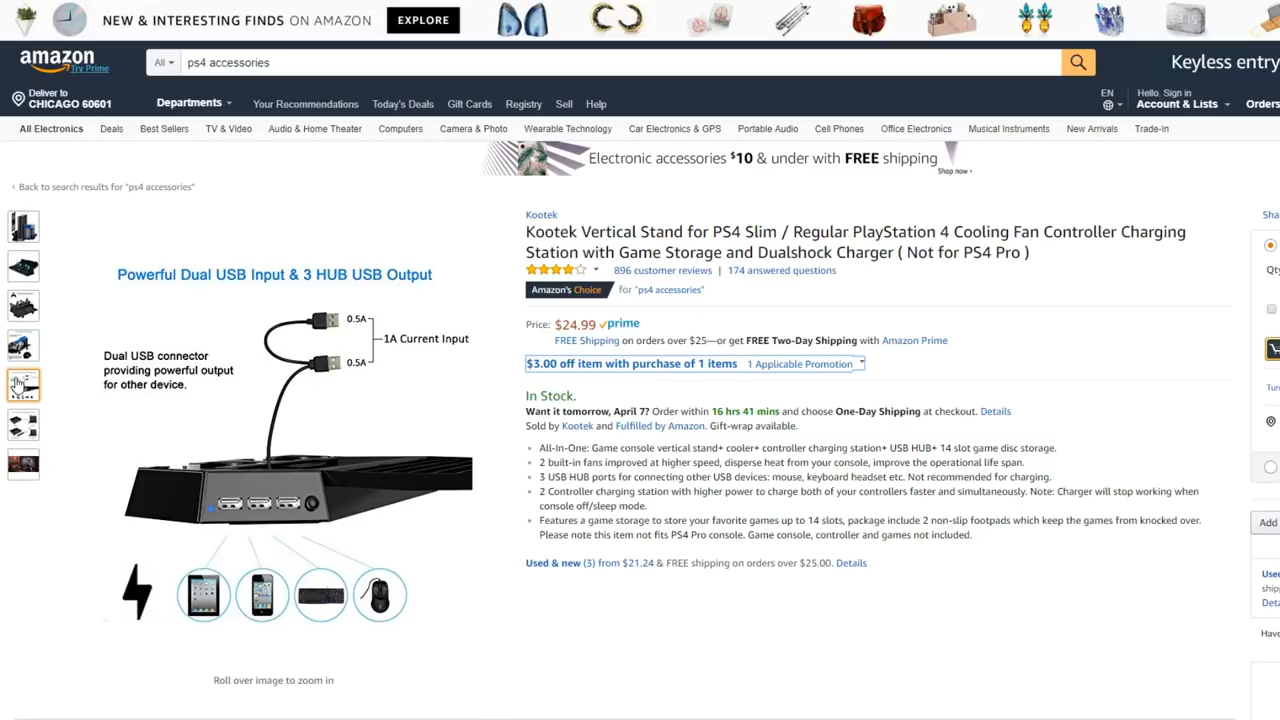 NEW & INTERESTING FINDS ON AMAZON EXPLORE
amazon
Try Prime
All
ps4 accessories
Keyless entry
Deliver to
CHICAGO 60601
Departments
Your Recommendations Today's Deals Gift Cards Registry Sell Help
EN
Hello. Sign in
Account & Lists
Orders
All Electronics Deals Best Sellers TV & Video Audio & Home Theater Computers Camera & Photo Wearable Technology Car Electronics & GPS Portable Audio Cell Phones Office Electronics Musical Instruments New Arrivals Trade-In
Electronic accessories $10 & under with FREE shipping
Shop now ›
‹ Back to search results for "ps4 accessories"
Powerful Dual USB Input & 3 HUB USB Output
0.5A
1A Current Input
0.5A
Dual USB connector
providing powerful output
for other device.
Roll over image to zoom in
Kootek
Kootek Vertical Stand for PS4 Slim / Regular PlayStation 4 Cooling Fan Controller Charging
Station with Game Storage and Dualshock Charger ( Not for PS4 Pro )
896 customer reviews | 174 answered questions
Amazon's Choice for "ps4 accessories"
Price: $24.99 prime
FREE Shipping on orders over $25—or get FREE Two-Day Shipping with Amazon Prime
$3.00 off item with purchase of 1 items 1 Applicable Promotion
In Stock.
Want it tomorrow, April 7? Order within 16 hrs 41 mins and choose One-Day Shipping at checkout. Details
Sold by Kootek and Fulfilled by Amazon. Gift-wrap available.
All-In-One: Game console vertical stand+ cooler+ controller charging station+ USB HUB+ 14 slot game disc storage.
2 built-in fans improved at higher speed, disperse heat from your console, improve the operational life span.
3 USB HUB ports for connecting other USB devices: mouse, keyboard headset etc. Not recommended for charging.
2 Controller charging station with higher power to charge both of your controllers faster and simultaneously. Note: Charger will stop working when
console off/sleep mode.
Features a game storage to store your favorite games up to 14 slots, package include 2 non-slip footpads which keep the games from knocked over.
Please note this item not fits PS4 Pro console. Game console, controller and games not included.
Used & new (3) from $21.24 & FREE shipping on orders over $25.00. Details
Add